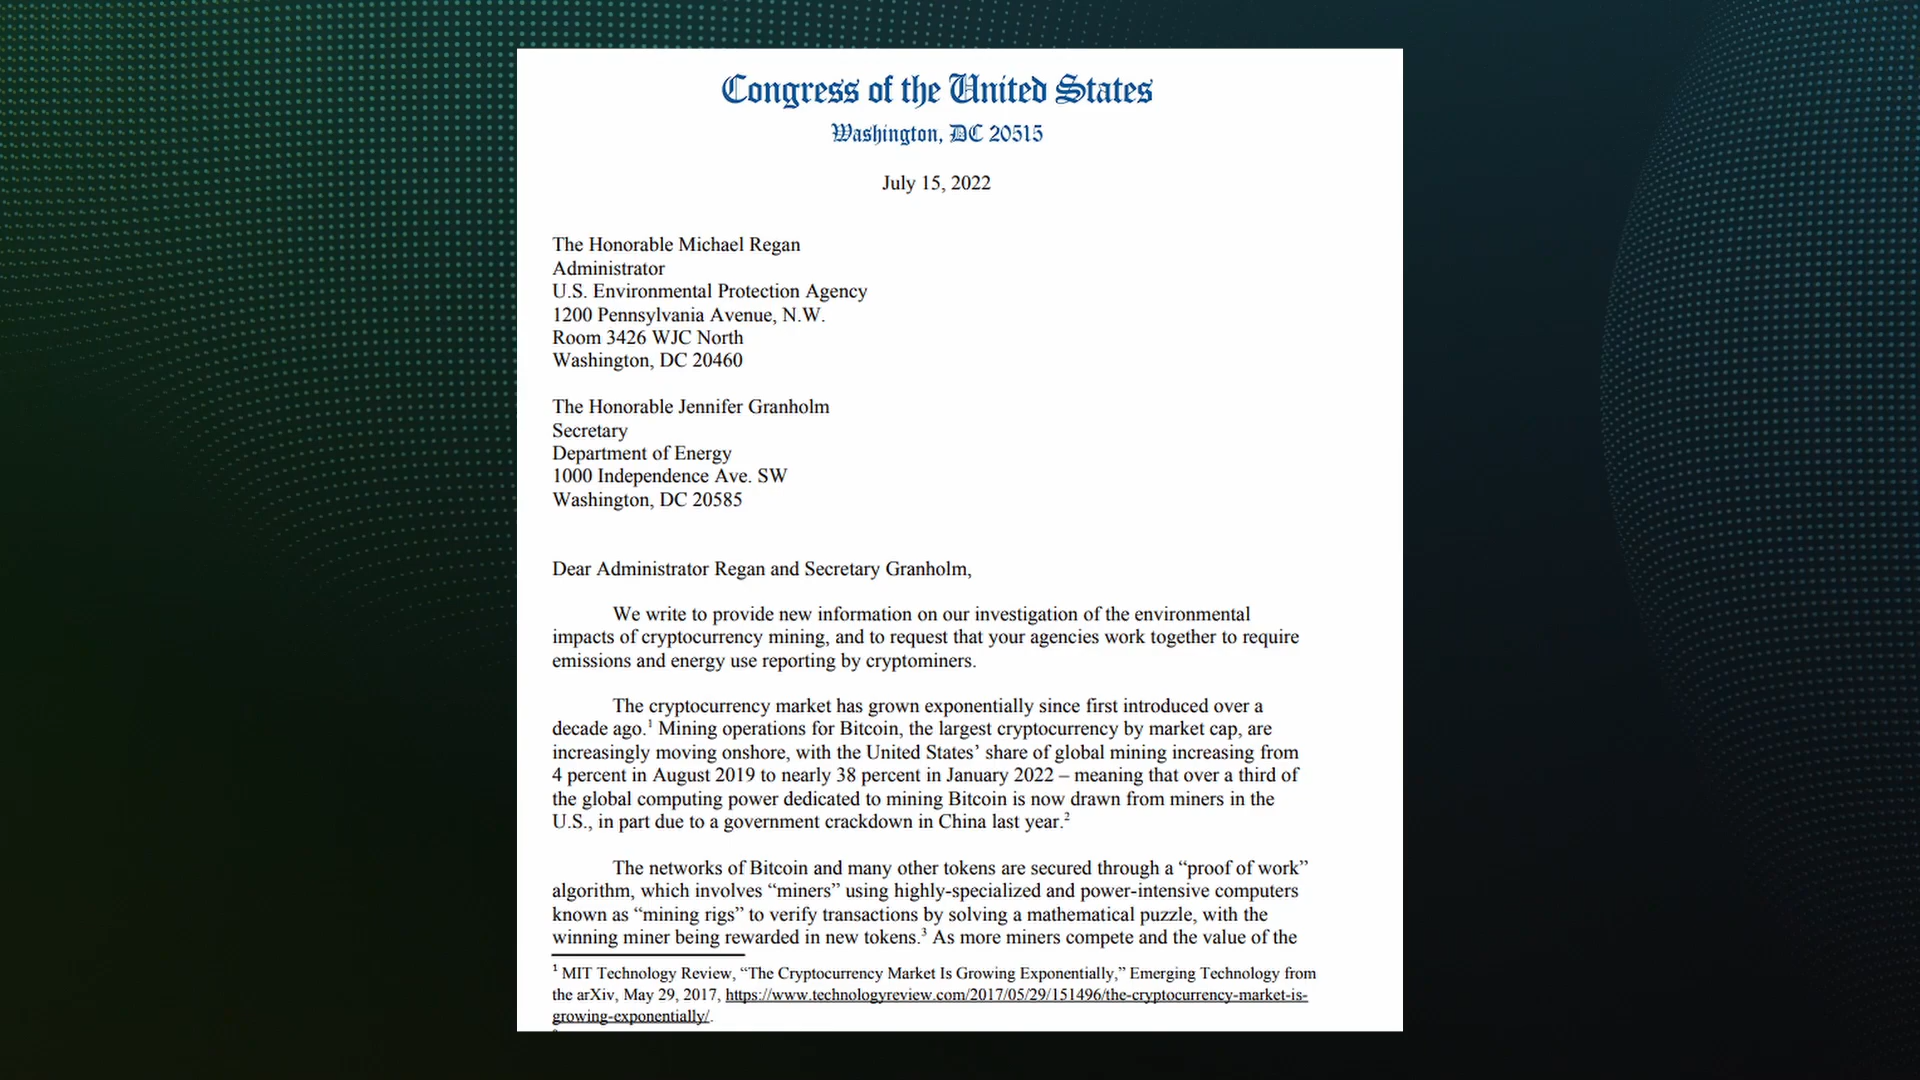 Congress of the United States
Washington, DC 20515
July 15, 2022
The Honorable Michael Regan
Administrator
U.S. Environmental Protection Agency
1200 Pennsylvania Avenue, N.W.
Room 3426 WJC North
Washington, DC 20460
The Honorable Jennifer Granholm
Secretary
Department of Energy
1000 Independence Ave. SW
Washington, DC 20585
Dear Administrator Regan and Secretary Granholm,
We write to provide new information on our investigation of the environmental
impacts of cryptocurrency mining, and to request that your agencies work together to require
emissions and energy use reporting by cryptominers.
The cryptocurrency market has grown exponentially since first introduced over a
decade ago.¹ Mining operations for Bitcoin, the largest cryptocurrency by market cap, are
increasingly moving onshore, with the United States’ share of global mining increasing from
4 percent in August 2019 to nearly 38 percent in January 2022 – meaning that over a third of
the global computing power dedicated to mining Bitcoin is now drawn from miners in the
U.S., in part due to a government crackdown in China last year.²
The networks of Bitcoin and many other tokens are secured through a “proof of work”
algorithm, which involves “miners” using highly-specialized and power-intensive computers
known as “mining rigs” to verify transactions by solving a mathematical puzzle, with the
winning miner being rewarded in new tokens.³ As more miners compete and the value of the
¹ MIT Technology Review, “The Cryptocurrency Market Is Growing Exponentially,” Emerging Technology from
the arXiv, May 29, 2017, https://www.technologyreview.com/2017/05/29/151496/the-cryptocurrency-market-is-
growing-exponentially/.